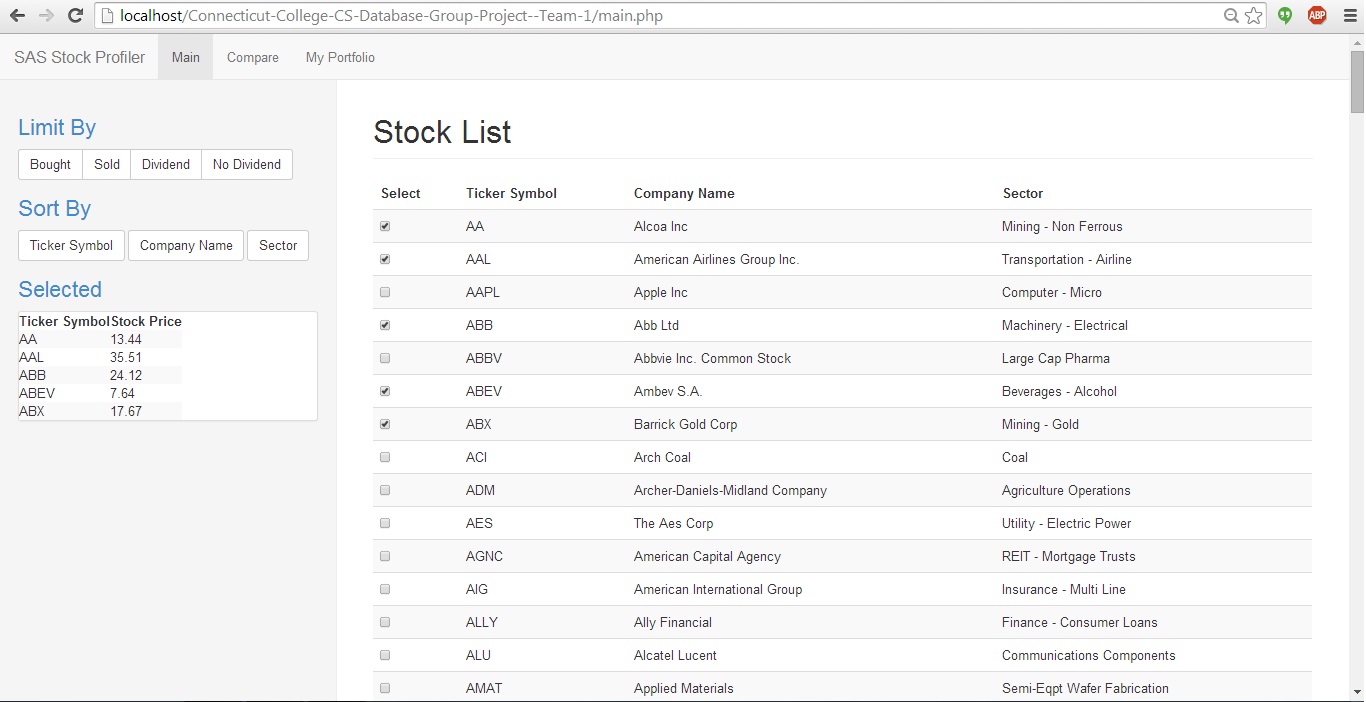 localhost/Connecticut-College-CS-Database-Group-Project--Team-1/main.php
ABP
SAS Stock Profiler Main Compare My Portfolio
Limit By
Bought Sold Dividend No Dividend
Sort By
Ticker Symbol Company Name Sector
Selected
Ticker Symbol Stock Price
AA 13.44
AAL 35.51
ABB 24.12
ABEV 7.64
ABX 17.67
Stock List
Select Ticker Symbol Company Name Sector
AA Alcoa Inc Mining - Non Ferrous
AAL American Airlines Group Inc. Transportation - Airline
AAPL Apple Inc Computer - Micro
ABB Abb Ltd Machinery - Electrical
ABBV Abbvie Inc. Common Stock Large Cap Pharma
ABEV Ambev S.A. Beverages - Alcohol
ABX Barrick Gold Corp Mining - Gold
ACI Arch Coal Coal
ADM Archer-Daniels-Midland Company Agriculture Operations
AES The Aes Corp Utility - Electric Power
AGNC American Capital Agency REIT - Mortgage Trusts
AIG American International Group Insurance - Multi Line
ALLY Ally Financial Finance - Consumer Loans
ALU Alcatel Lucent Communications Components
AMAT Applied Materials Semi-Eqpt Wafer Fabrication